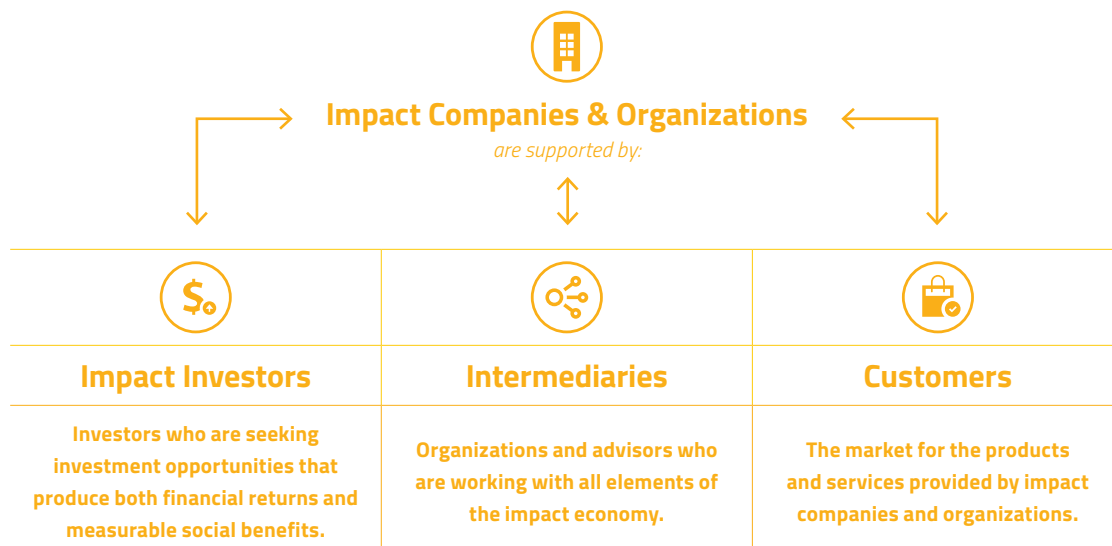 Impact Companies & Organizations
are supported by:
Impact Investors
Intermediaries
Customers
Investors who are seeking
investment opportunities that
produce both financial returns and
measurable social benefits.
Organizations and advisors who
are working with all elements of
the impact economy.
The market for the products
and services provided by impact
companies and organizations.